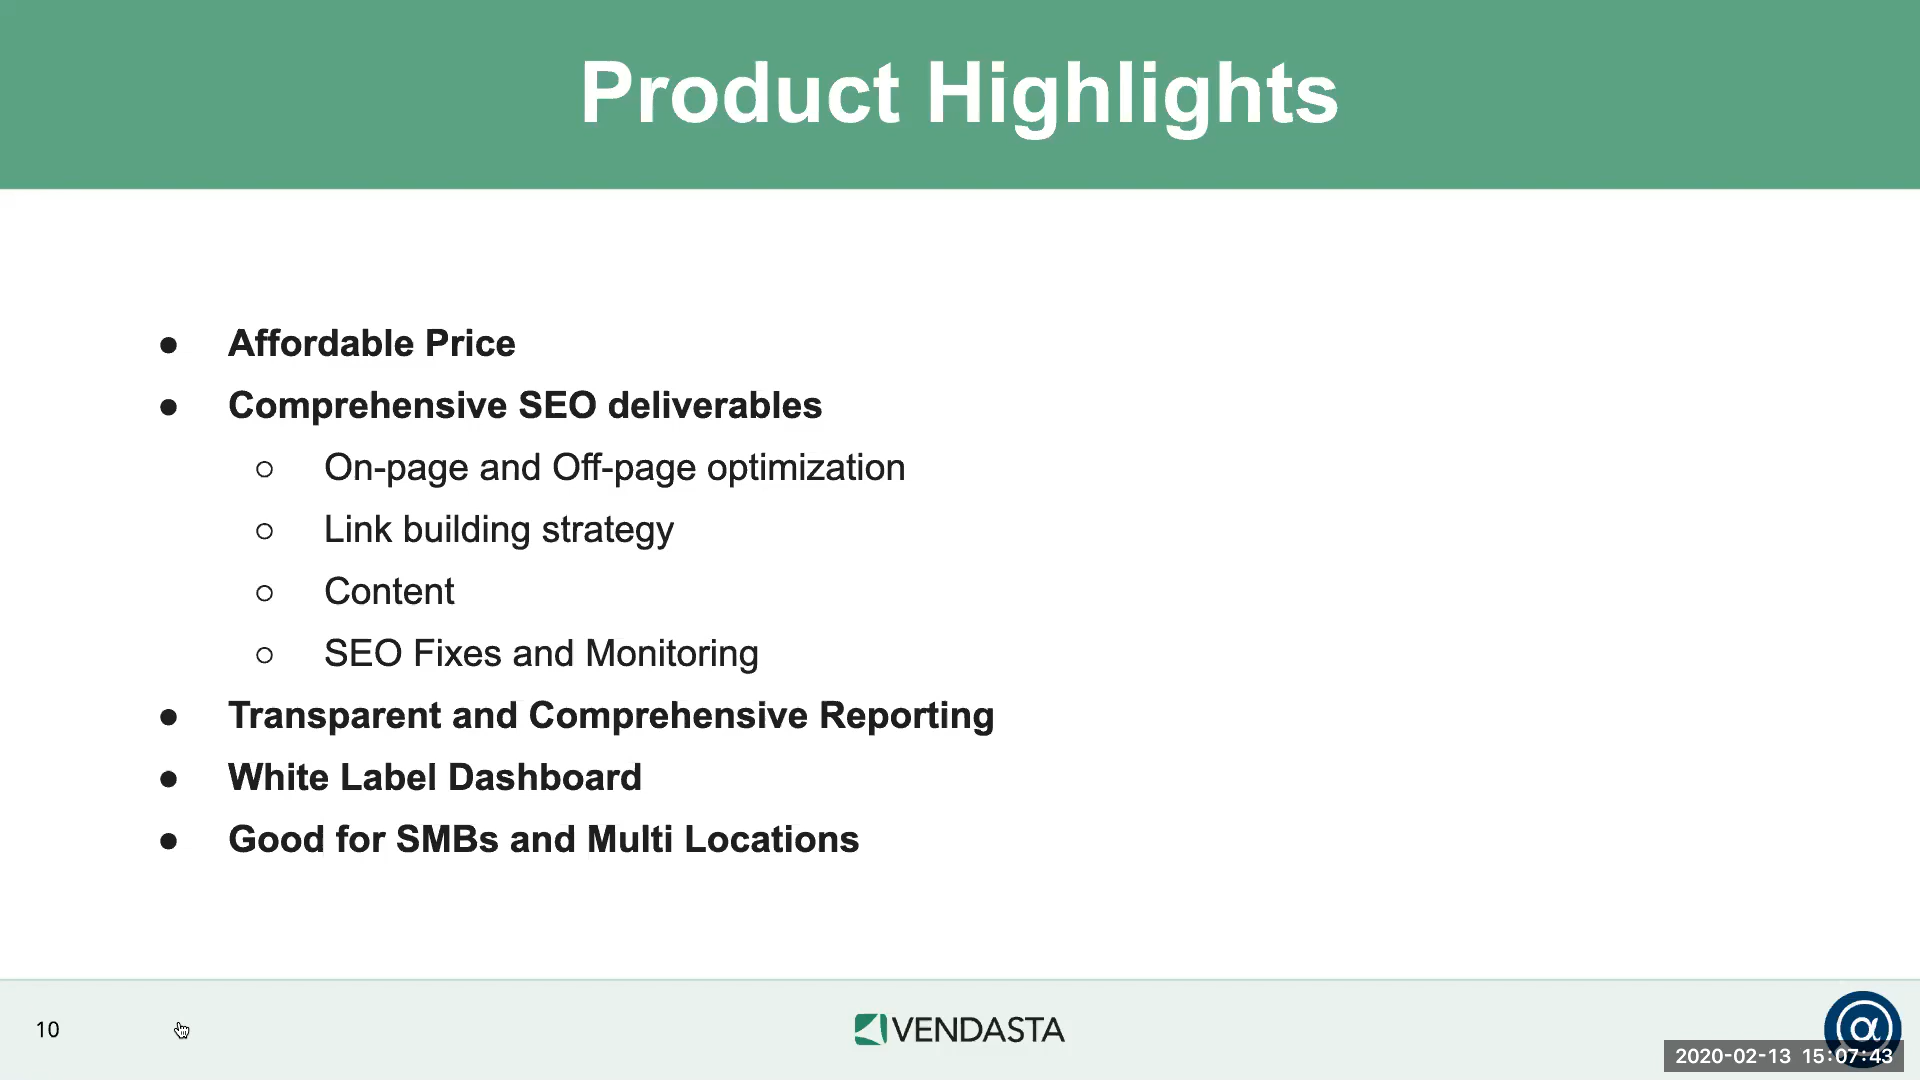 Product Highlights
● Affordable Price
● Comprehensive SEO deliverables
○ On-page and Off-page optimization
○ Link building strategy
○ Content
○ SEO Fixes and Monitoring
● Transparent and Comprehensive Reporting
● White Label Dashboard
● Good for SMBs and Multi Locations
10
VENDASTA
α
2020-02-13 15:07:43